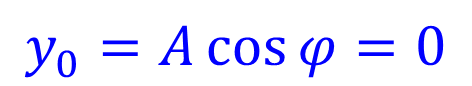 y₀ = A cos φ = 0